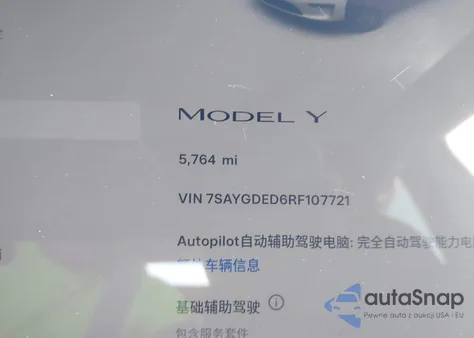 MODEL Y
5,764 mi
VIN 7SAYGDED6RF107721
Autopilot自动辅助驾驶电脑: 完全自动驾驶能力电
车辆信息
基础辅助驾驶
包含服务套件
autoSnap
Pewne auta z aukcji USA i EU